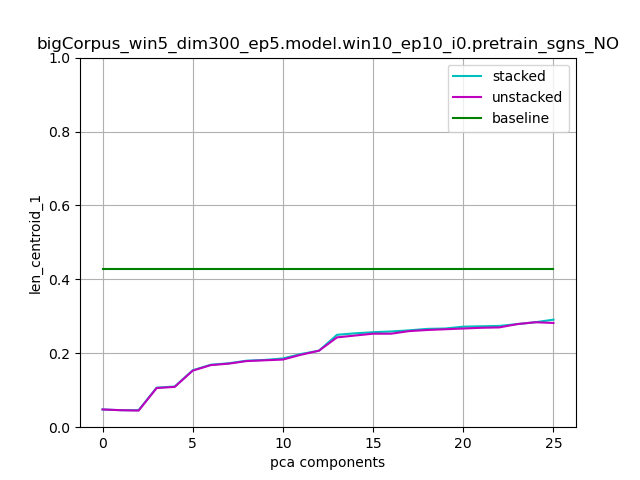 bigCorpus_win5_dim300_ep5.model.win10_ep10_i0.pretrain_sgns_NO
stacked
unstacked
baseline
len_centroid_1
1.0
0.8
0.6
0.4
0.2
0.0
0 5 10 15 20 25
pca components